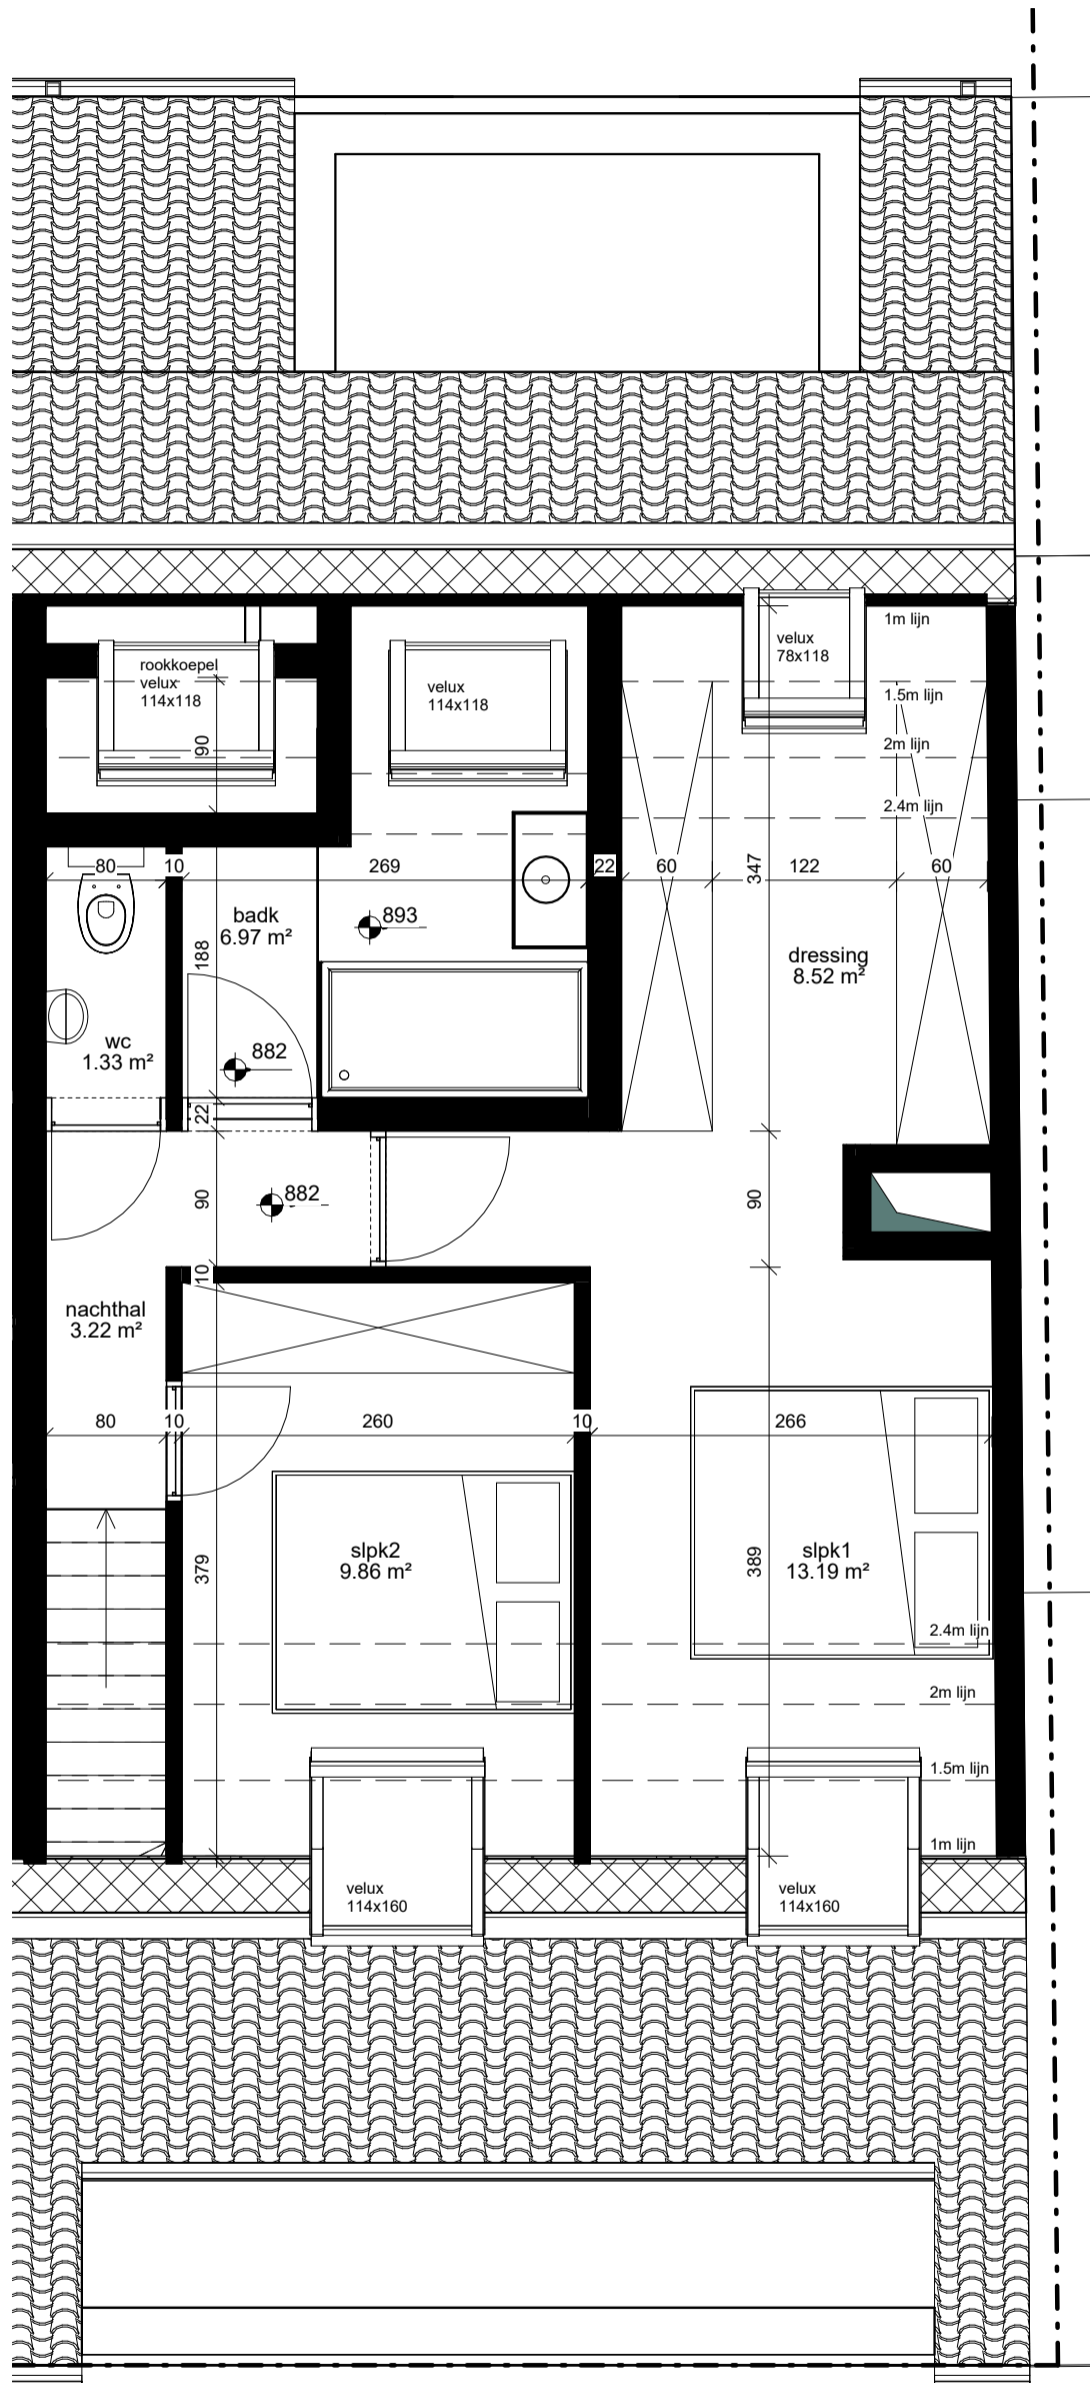 1m lijn
velux
78x118
rookkoepel
velux
114x118
velux
114x118
1.5m lijn
90
2m lijn
2.4m lijn
80
10
269
22
60
347
122
60
badk
6.97 m²
893
188
dressing
8.52 m²
wc
1.33 m²
882
22
90
882
90
10
nachthal
3.22 m²
80
10
260
10
266
379
slpk2
9.86 m²
389
slpk1
13.19 m²
2.4m lijn
2m lijn
1.5m lijn
1m lijn
velux
114x160
velux
114x160